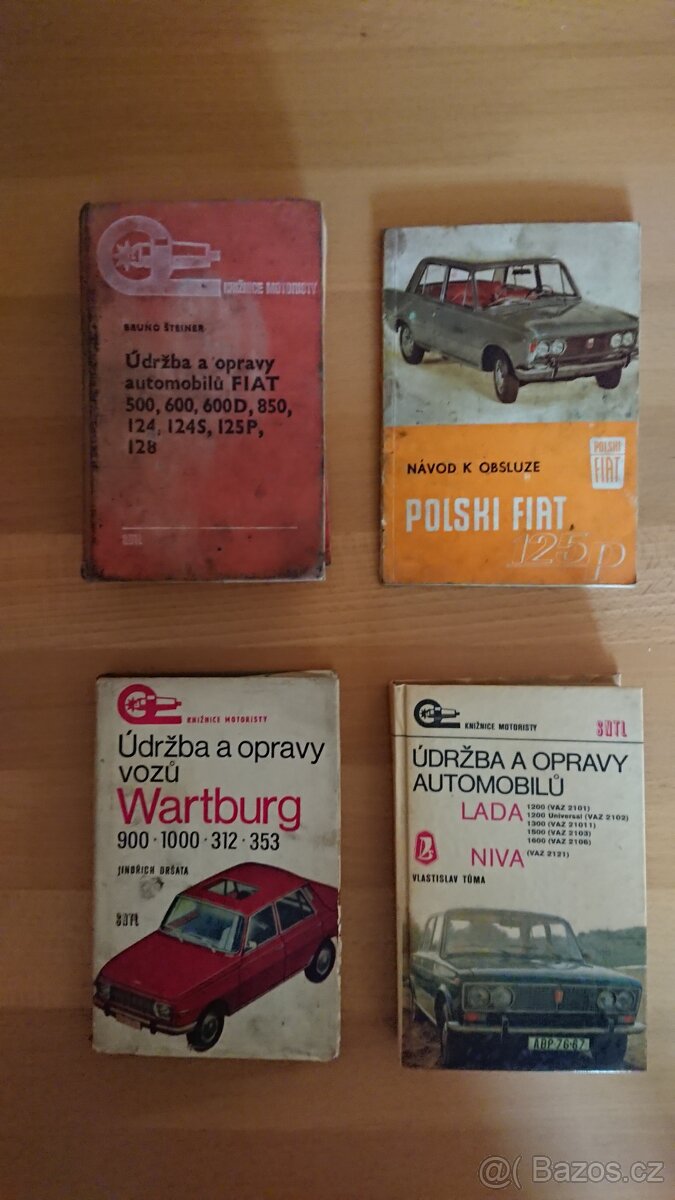 KNIŽNICE MOTORISTY
BRUNO ŠTEINER
Údržba a opravy
automobilů FIAT
500, 600, 600D, 850,
124, 124S, 125P,
128
SNTL
NÁVOD K OBSLUZE
POLSKI
FIAT
POLSKI FIAT
125p
KNIŽNICE MOTORISTY
Údržba a opravy
vozů
Wartburg
900 · 1000 · 312 · 353
JINDŘICH DRŠATA
SNTL
KNIŽNICE MOTORISTY
SNTL
ÚDRŽBA A OPRAVY
AUTOMOBILŮ
LADA
1200 (VAZ 2101)
1200 Universal (VAZ 2102)
1300 (VAZ 21011)
1500 (VAZ 2103)
1600 (VAZ 2106)
NIVA (VAZ 2121)
VLASTISLAV TŮMA
ABP-76-67
@( Bazos.cz